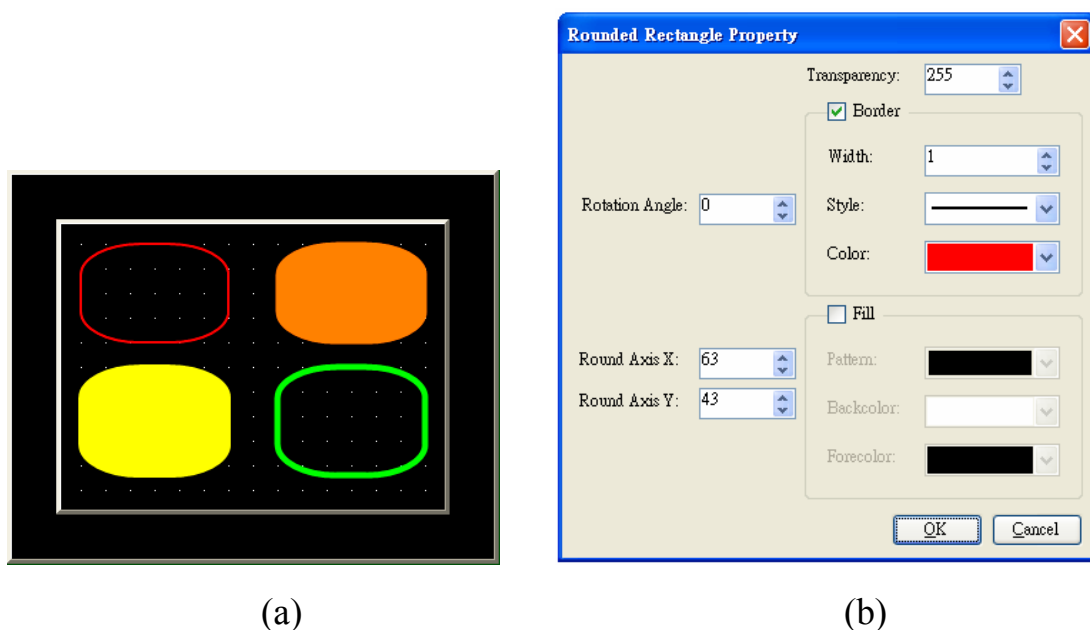 Rounded Rectangle Property
Transparency: 255
Border
Width: 1
Rotation Angle: 0
Style:
Color:
Fill
Round Axis X: 63
Pattern:
Round Axis Y: 43
Backcolor:
Forecolor:
OK Cancel
(a) (b)